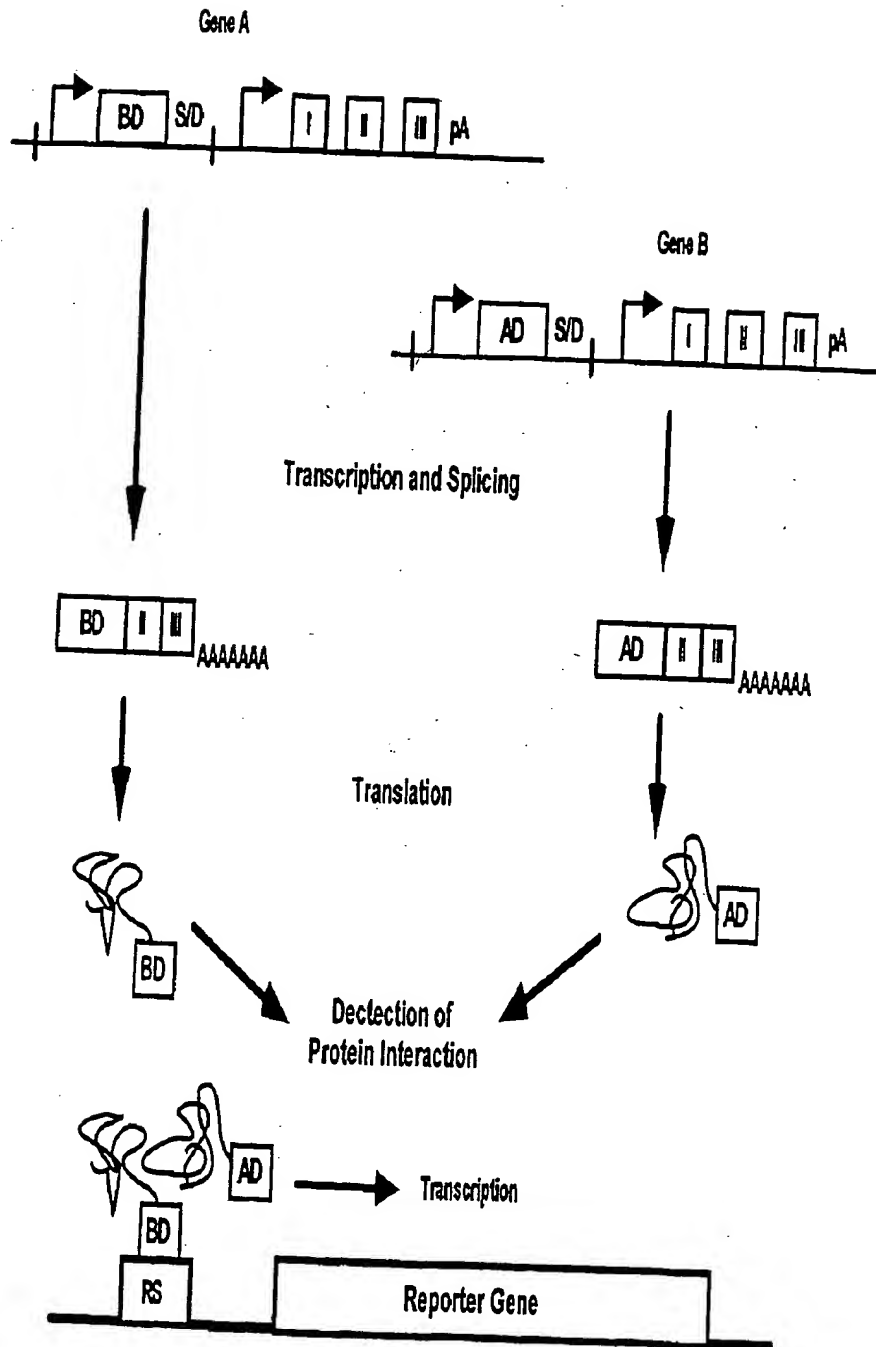 Gene A
BD S/D I II III pA
Gene B
AD S/D I II III pA
Transcription and Splicing
BD II III AAAAAAA
AD II III AAAAAAA
Translation
BD
AD
Dectection of
Protein Interaction
AD
Transcription
BD
RS
Reporter Gene